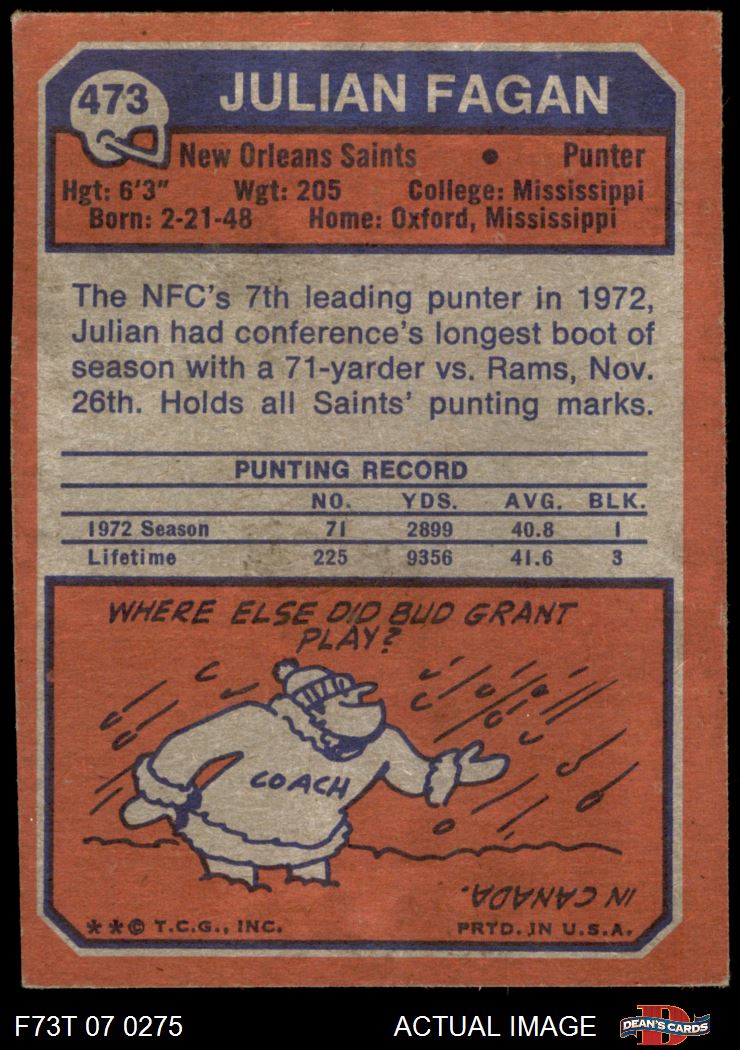 473
JULIAN FAGAN
New Orleans Saints • Punter
Hgt: 6'3" Wgt: 205 College: Mississippi
Born: 2-21-48 Home: Oxford, Mississippi
The NFC's 7th leading punter in 1972,
Julian had conference's longest boot of
season with a 71-yarder vs. Rams, Nov.
26th. Holds all Saints' punting marks.
PUNTING RECORD
NO. YDS. AVG. BLK.
1972 Season 71 2899 40.8 1
Lifetime 225 9356 41.6 3
WHERE ELSE DID BUD GRANT
PLAY?
COACH
IN CANADA.
* * © T.C.G., INC. PRTD. IN U.S.A.
F73T 07 0275 ACTUAL IMAGE D
DEAN'S CARDS